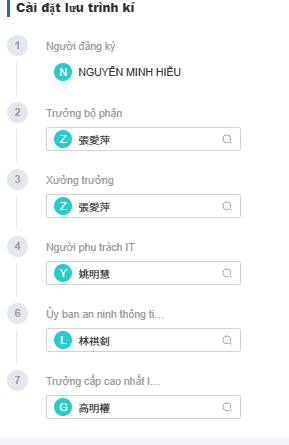 Cài đặt lưu trình kí
1
Người đăng ký
N NGUYỄN MINH HIẾU
2
Trưởng bộ phận
Z 張愛萍
3
Xưởng trưởng
Z 張愛萍
4
Người phụ trách IT
Y 姚明慧
6
Ủy ban an ninh thông ti...
L 林祺釗
7
Trưởng cấp cao nhất l...
G 高明權